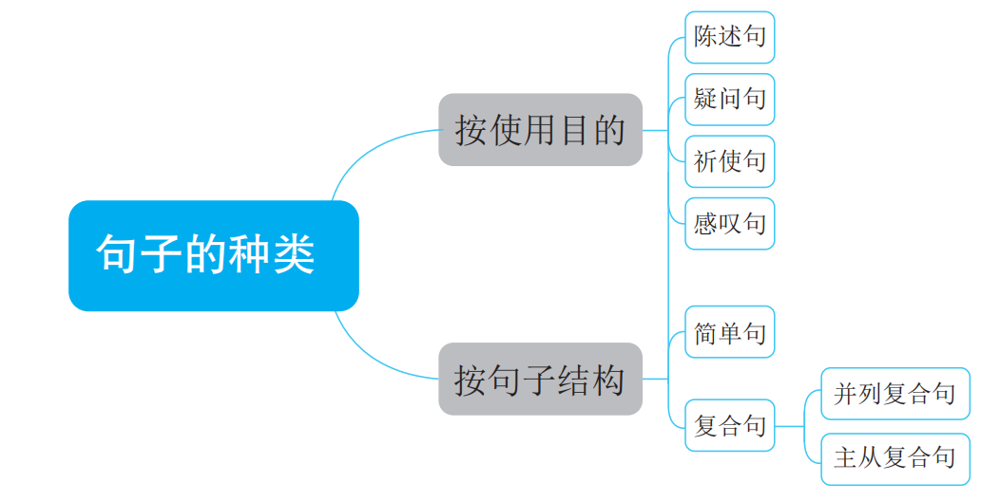 句子的种类
按使用目的
陈述句
疑问句
祈使句
感叹句
按句子结构
简单句
复合句
并列复合句
主从复合句